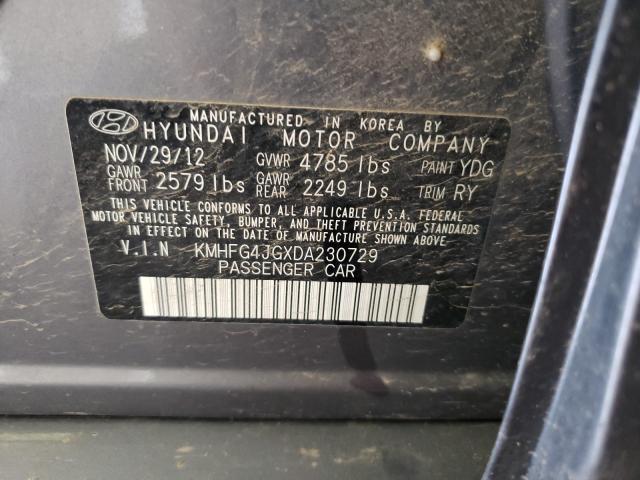 MANUFACTURED IN KOREA BY
HYUNDAI MOTOR COMPANY
NOV/29/12 GVWR 4785 lbs PAINT YDG
GAWR FRONT 2579 lbs GAWR REAR 2249 lbs TRIM RY
THIS VEHICLE CONFORMS TO ALL APPLICABLE U.S.A. FEDERAL
MOTOR VEHICLE SAFETY, BUMPER, AND THEFT PREVENTION STANDARDS
IN EFFECT ON THE DATE OF MANUFACTURE SHOWN ABOVE.
V.I.N KMHFG4JGXDA230729
PASSENGER CAR